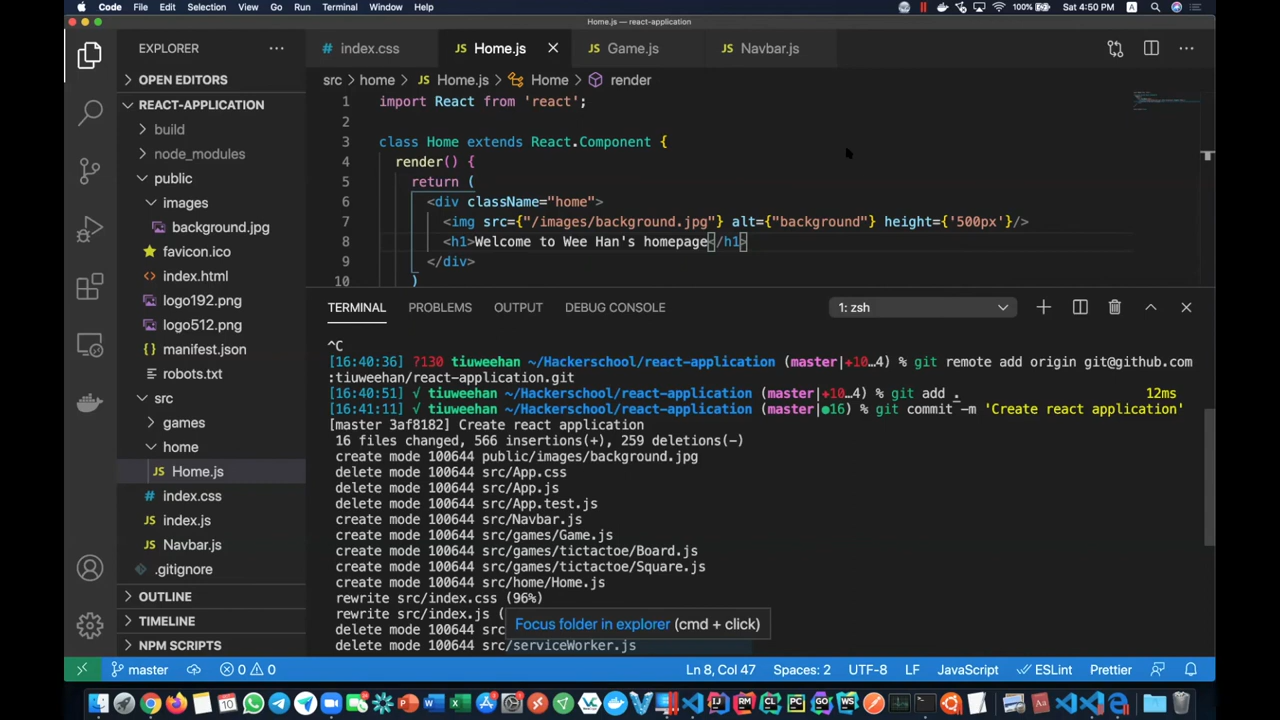 Code File Edit Selection View Go Run Terminal Window Help 100% A Sat 4:50 PM
Home.js — react-application
EXPLORER
OPEN EDITORS
REACT-APPLICATION
build
node_modules
public
images
background.jpg
favicon.ico
index.html
logo192.png
logo512.png
manifest.json
robots.txt
src
games
home
JS Home.js
# index.css
JS index.js
JS Navbar.js
.gitignore
OUTLINE
TIMELINE
NPM SCRIPTS
# index.css JS Home.js JS Game.js JS Navbar.js
src > home > JS Home.js > Home > render
1 import React from 'react';
2
3 class Home extends React.Component {
4 render() {
5 return (
6 <div className="home">
7 <img src={"/images/background.jpg"} alt={"background"} height={'500px'}/>
8 <h1>Welcome to Wee Han's homepage</h1>
9 </div>
10 )
TERMINAL PROBLEMS OUTPUT DEBUG CONSOLE 1: zsh
^C
[16:40:36] ?130 tiuweehan ~/Hackerschool/react-application (master|+10…4) % git remote add origin git@github.com
:tiuweehan/react-application.git
[16:40:51] √ tiuweehan ~/Hackerschool/react-application (master|+10…4) % git add . 12ms
[16:41:11] √ tiuweehan ~/Hackerschool/react-application (master|●16) % git commit -m 'Create react application'
[master 3af8182] Create react application
16 files changed, 566 insertions(+), 259 deletions(-)
create mode 100644 public/images/background.jpg
delete mode 100644 src/App.css
delete mode 100644 src/App.js
delete mode 100644 src/App.test.js
create mode 100644 src/Navbar.js
create mode 100644 src/games/Game.js
create mode 100644 src/games/tictactoe/Board.js
create mode 100644 src/games/tictactoe/Square.js
create mode 100644 src/home/Home.js
rewrite src/index.css (96%)
rewrite src/index.js (
delete mode 100644 src
delete mode 100644 src/serviceWorker.js
Focus folder in explorer (cmd + click)
master 0 0 Ln 8, Col 47 Spaces: 2 UTF-8 LF JavaScript ESLint Prettier